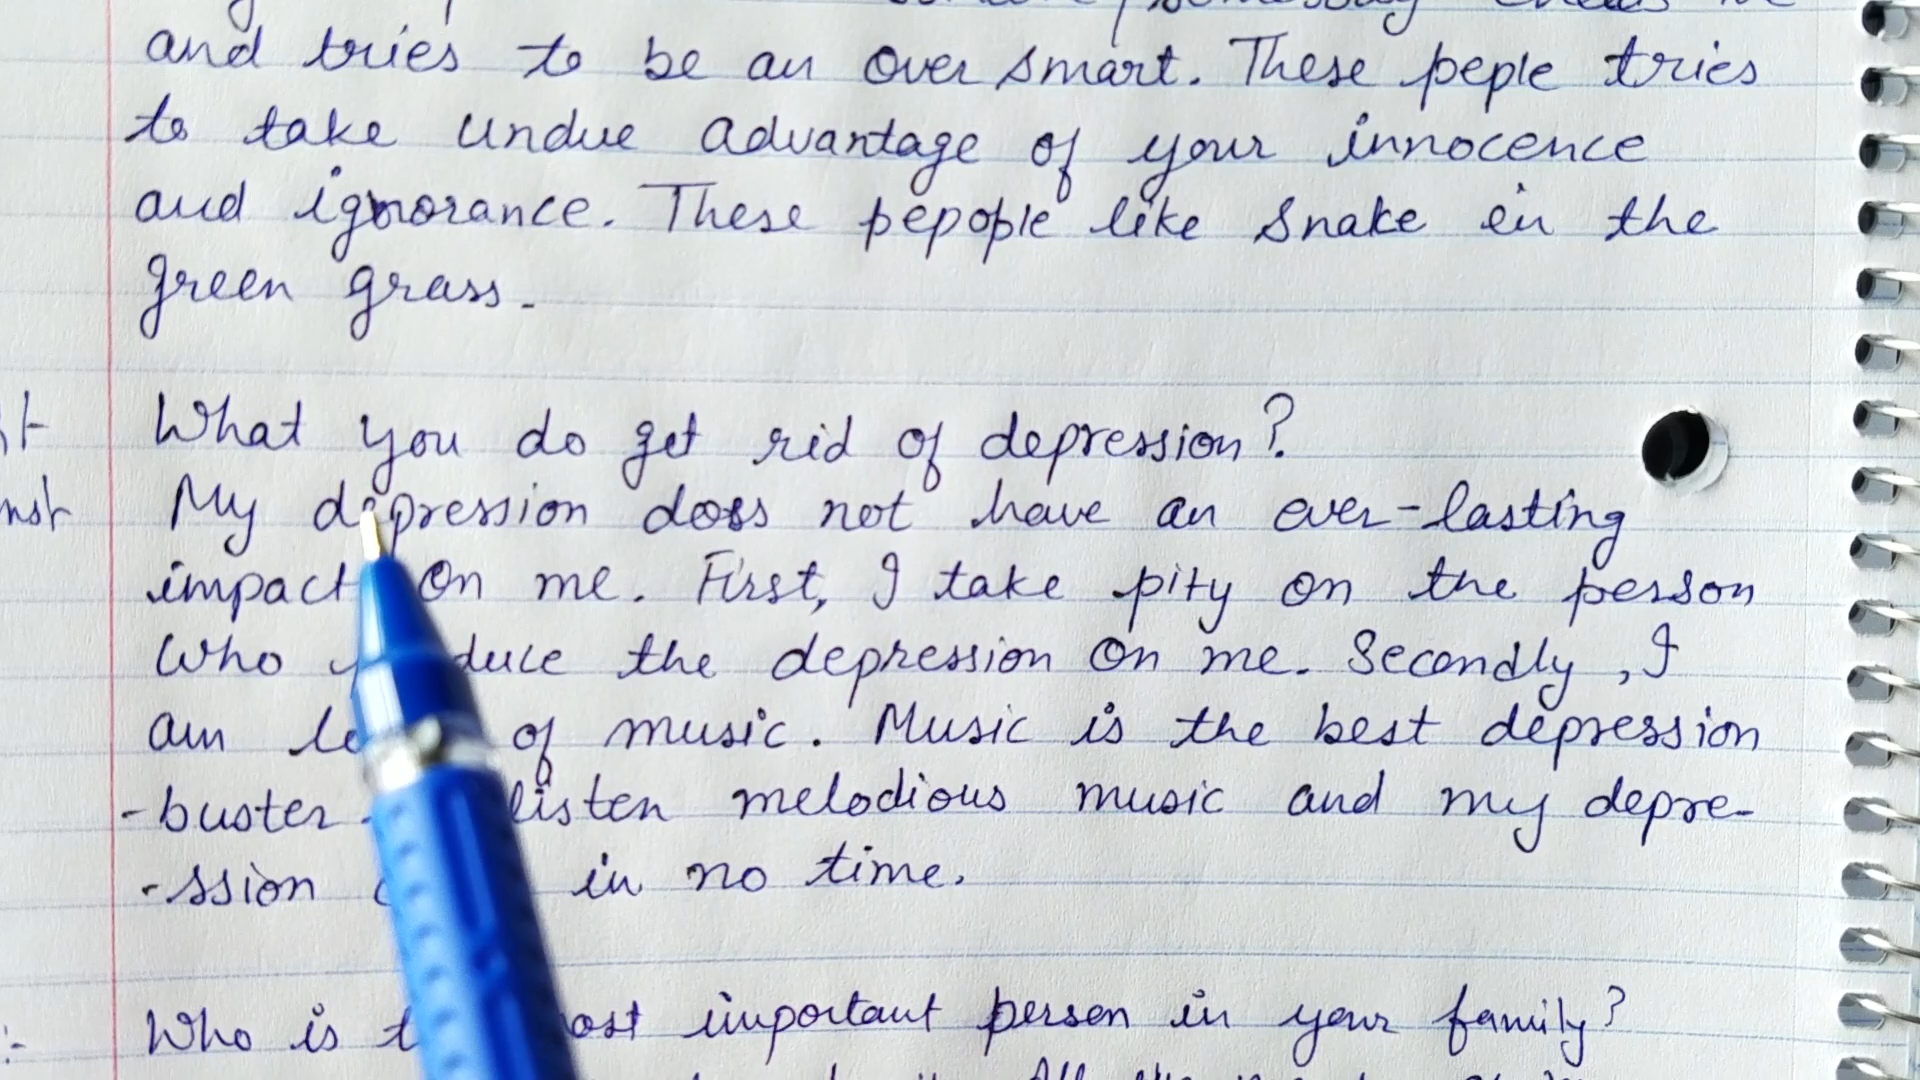 and tries to be an over smart. These peple tries
to take undue advantage of your innocence
and ignorance. These pepople like snake in the
green grass.
What you do get rid of depression?
My depression does not have an ever-lasting
impact on me. First, I take pity on the person
who duce the depression on me. Secondly, I
am of music. Music is the best depression
-buster listen melodious music and my depre-
-ssion in no time.
Who is most important person in your family?